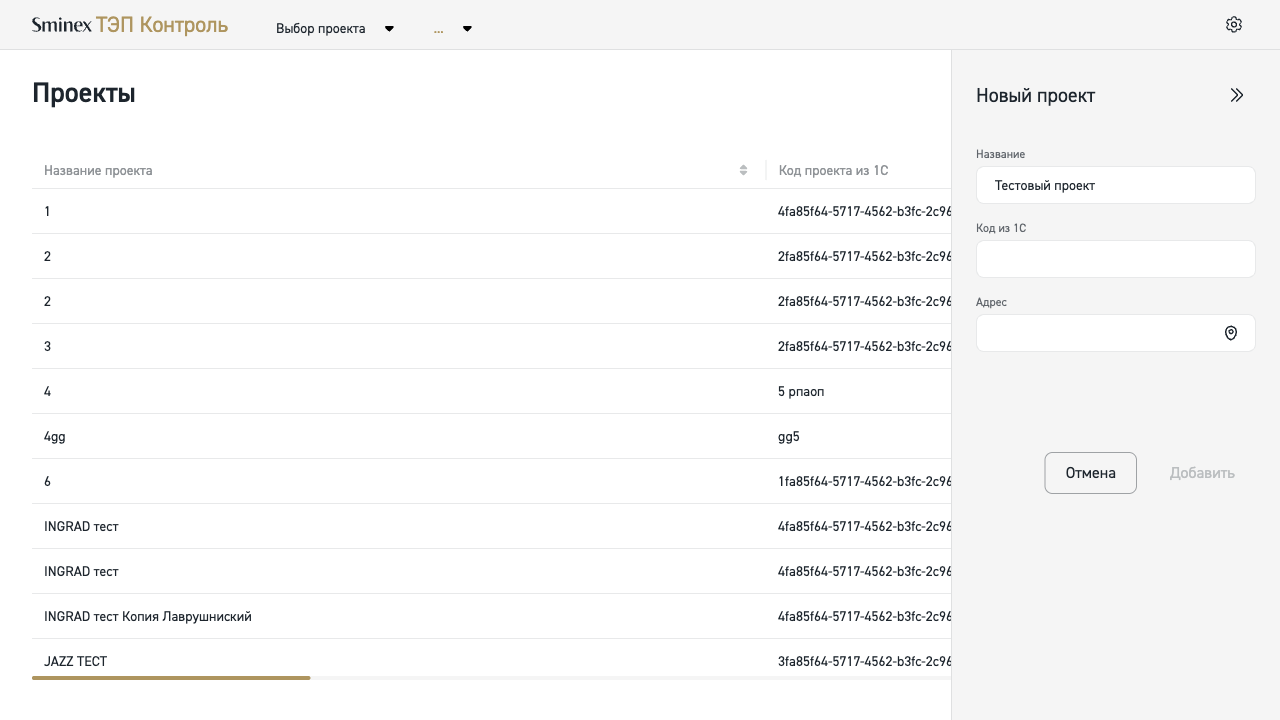 Sminex ТЭП Контроль Выбор проекта ...
Проекты
Название проекта Код проекта из 1С
1 4fa85f64-5717-4562-b3fc-2c96
2 2fa85f64-5717-4562-b3fc-2c96
2 2fa85f64-5717-4562-b3fc-2c96
3 2fa85f64-5717-4562-b3fc-2c96
4 5 рпаоп
4gg gg5
6 1fa85f64-5717-4562-b3fc-2c96
INGRAD тест 4fa85f64-5717-4562-b3fc-2c96
INGRAD тест 4fa85f64-5717-4562-b3fc-2c96
INGRAD тест Копия Лаврушниский 4fa85f64-5717-4562-b3fc-2c96
JAZZ ТЕСТ 3fa85f64-5717-4562-b3fc-2c96
Новый проект
Название
Тестовый проект
Код из 1С
Адрес
Отмена Добавить